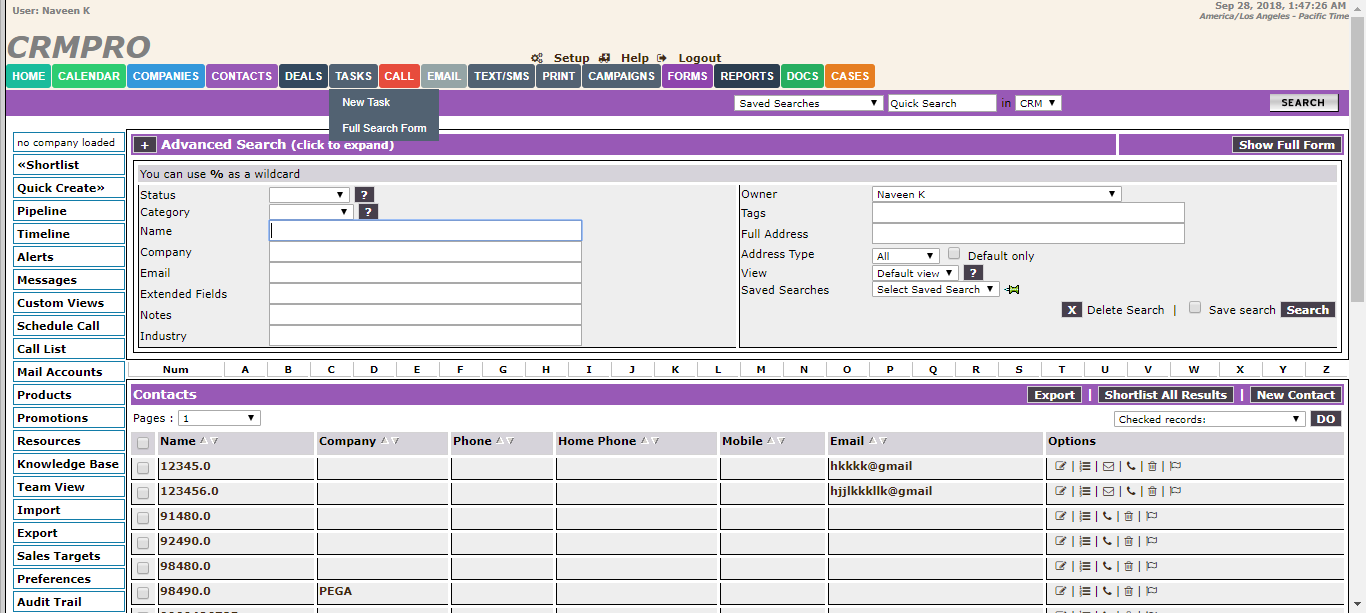 User: Naveen K
Sep 28, 2018, 1:47:26 AM
America/Los Angeles - Pacific Time
CRMPRO
Setup Help Logout
HOME CALENDAR COMPANIES CONTACTS DEALS TASKS CALL EMAIL TEXT/SMS PRINT CAMPAIGNS FORMS REPORTS DOCS CASES
New Task
Full Search Form
Saved Searches Quick Search in CRM SEARCH
no company loaded
«Shortlist
Quick Create»
Pipeline
Timeline
Alerts
Messages
Custom Views
Schedule Call
Call List
Mail Accounts
Products
Promotions
Resources
Knowledge Base
Team View
Import
Export
Sales Targets
Preferences
Audit Trail
+ Advanced Search (click to expand) Show Full Form
You can use % as a wildcard
Status ?
Category ?
Name
Company
Email
Extended Fields
Notes
Industry
Owner Naveen K
Tags
Full Address
Address Type All Default only
View Default view ?
Saved Searches Select Saved Search
X Delete Search | Save search Search
Num A B C D E F G H I J K L M N O P Q R S T U V W X Y Z
Contacts Export | Shortlist All Results | New Contact
Pages : 1 Checked records: DO
Name Company Phone Home Phone Mobile Email Options
12345.0 hkkkk@gmail
123456.0 hjjlkkkllk@gmail
91480.0
92490.0
98480.0
98490.0 PEGA